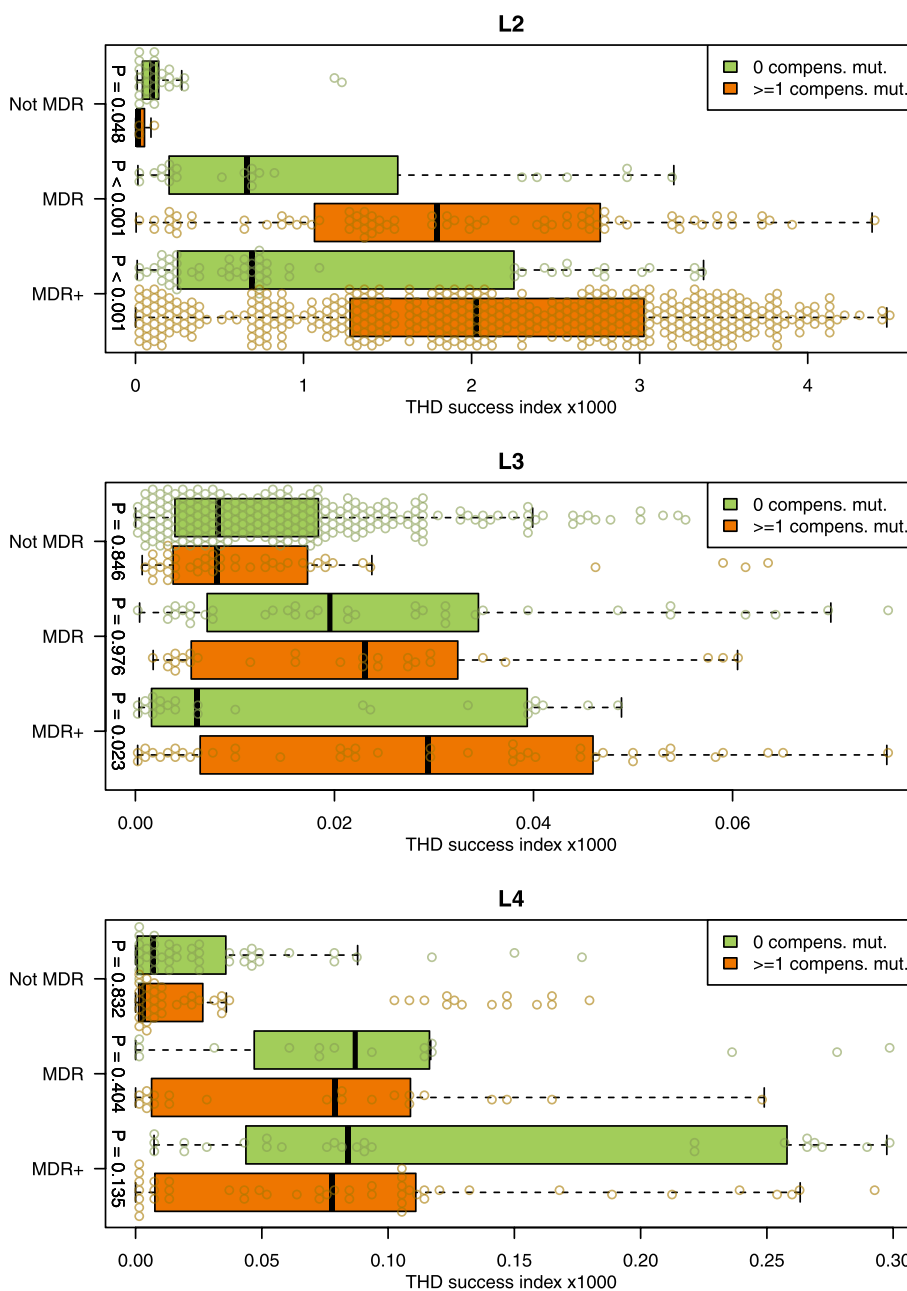 L2
0 compens. mut.
>=1 compens. mut.
Not MDR
P = 0.048
MDR
P < 0.001
MDR+
P < 0.001
0 1 2 3 4
THD success index x1000
L3
0 compens. mut.
>=1 compens. mut.
Not MDR
P = 0.846
MDR
P = 0.976
MDR+
P = 0.023
0.00 0.02 0.04 0.06
THD success index x1000
L4
0 compens. mut.
>=1 compens. mut.
Not MDR
P = 0.832
MDR
P = 0.404
MDR+
P = 0.135
0.00 0.05 0.10 0.15 0.20 0.25 0.30
THD success index x1000